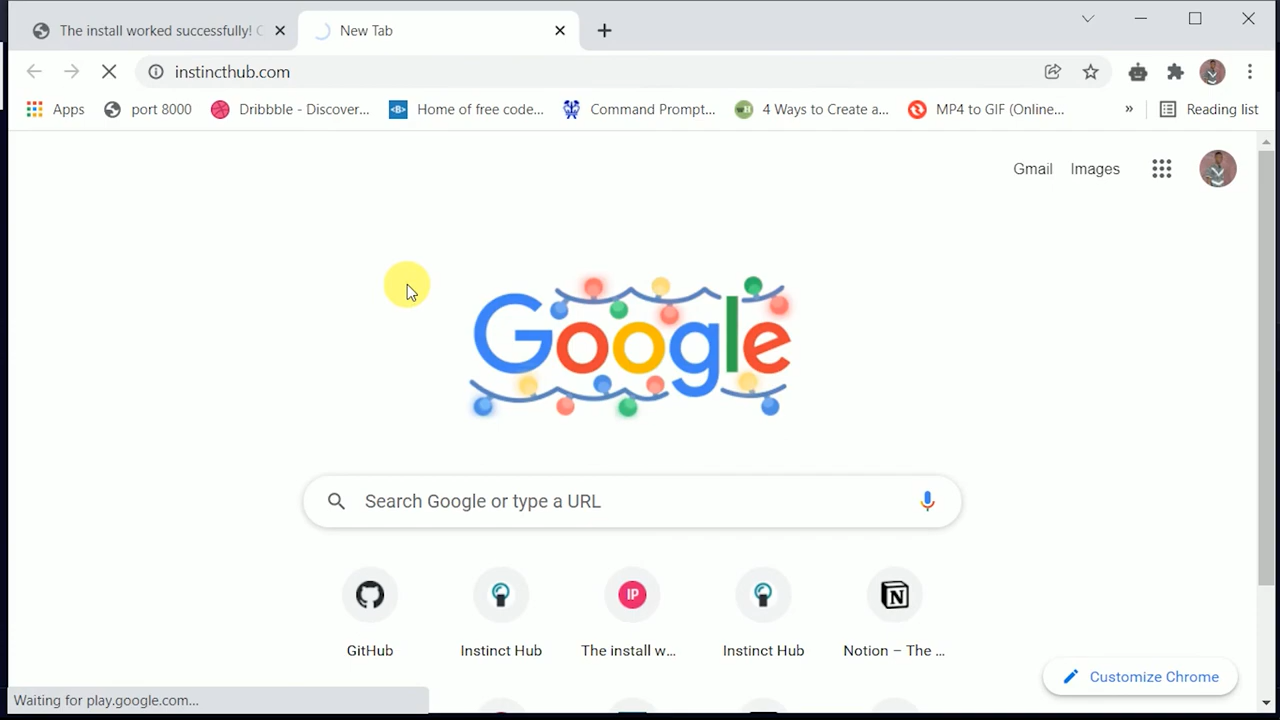 The install worked successfully! C
New Tab
instincthub.com
Apps
port 8000
Dribbble - Discover...
Home of free code...
Command Prompt,...
4 Ways to Create a...
MP4 to GIF (Online...
»
Reading list
Gmail
Images
Google
Search Google or type a URL
IP
GitHub
Instinct Hub
The install w...
Instinct Hub
Notion – The ...
Customize Chrome
Waiting for play.google.com...